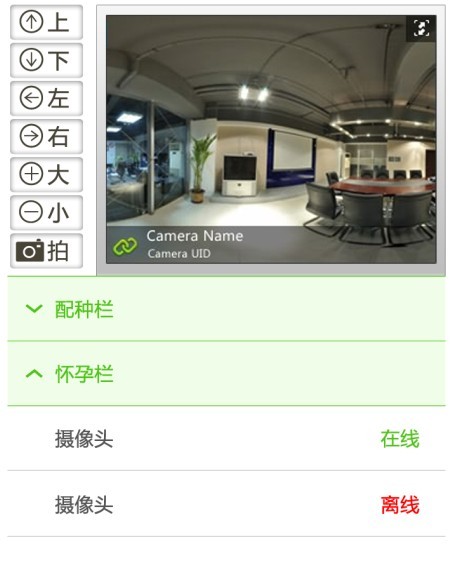 上
下
左
右
大
小
拍
Camera Name
Camera UID
配种栏
怀孕栏
摄像头 在线
摄像头 离线